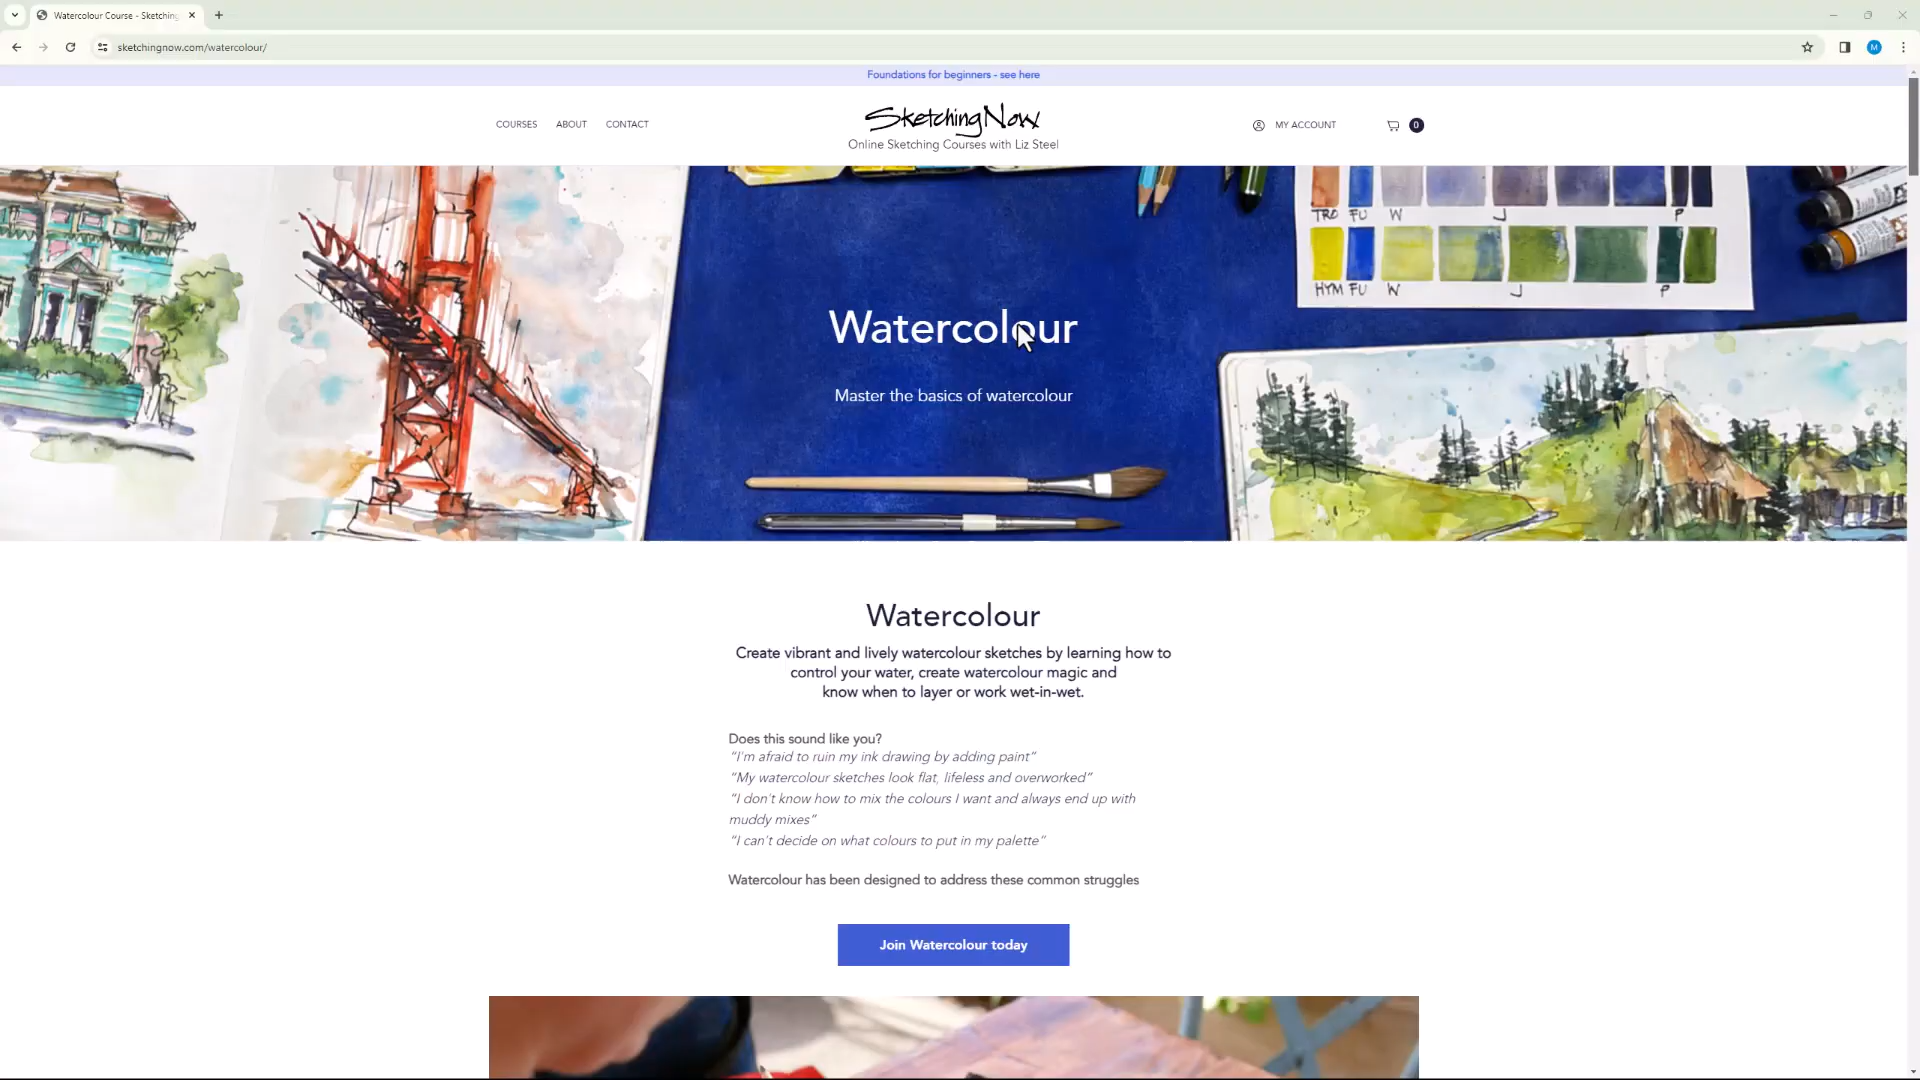 Watercolour Course - Sketching
sketchingnow.com/watercolour/
M
Foundations for beginners - see here
COURSES ABOUT CONTACT
SketchingNow
Online Sketching Courses with Liz Steel
MY ACCOUNT
0
TRO FU W J P
HYM FU W J P
Watercolour
Master the basics of watercolour
Watercolour
Create vibrant and lively watercolour sketches by learning how to
control your water, create watercolour magic and
know when to layer or work wet-in-wet.
Does this sound like you?
“I’m afraid to ruin my ink drawing by adding paint”
“My watercolour sketches look flat, lifeless and overworked”
“I don’t know how to mix the colours I want and always end up with
muddy mixes”
“I can’t decide on what colours to put in my palette”
Watercolour has been designed to address these common struggles
Join Watercolour today